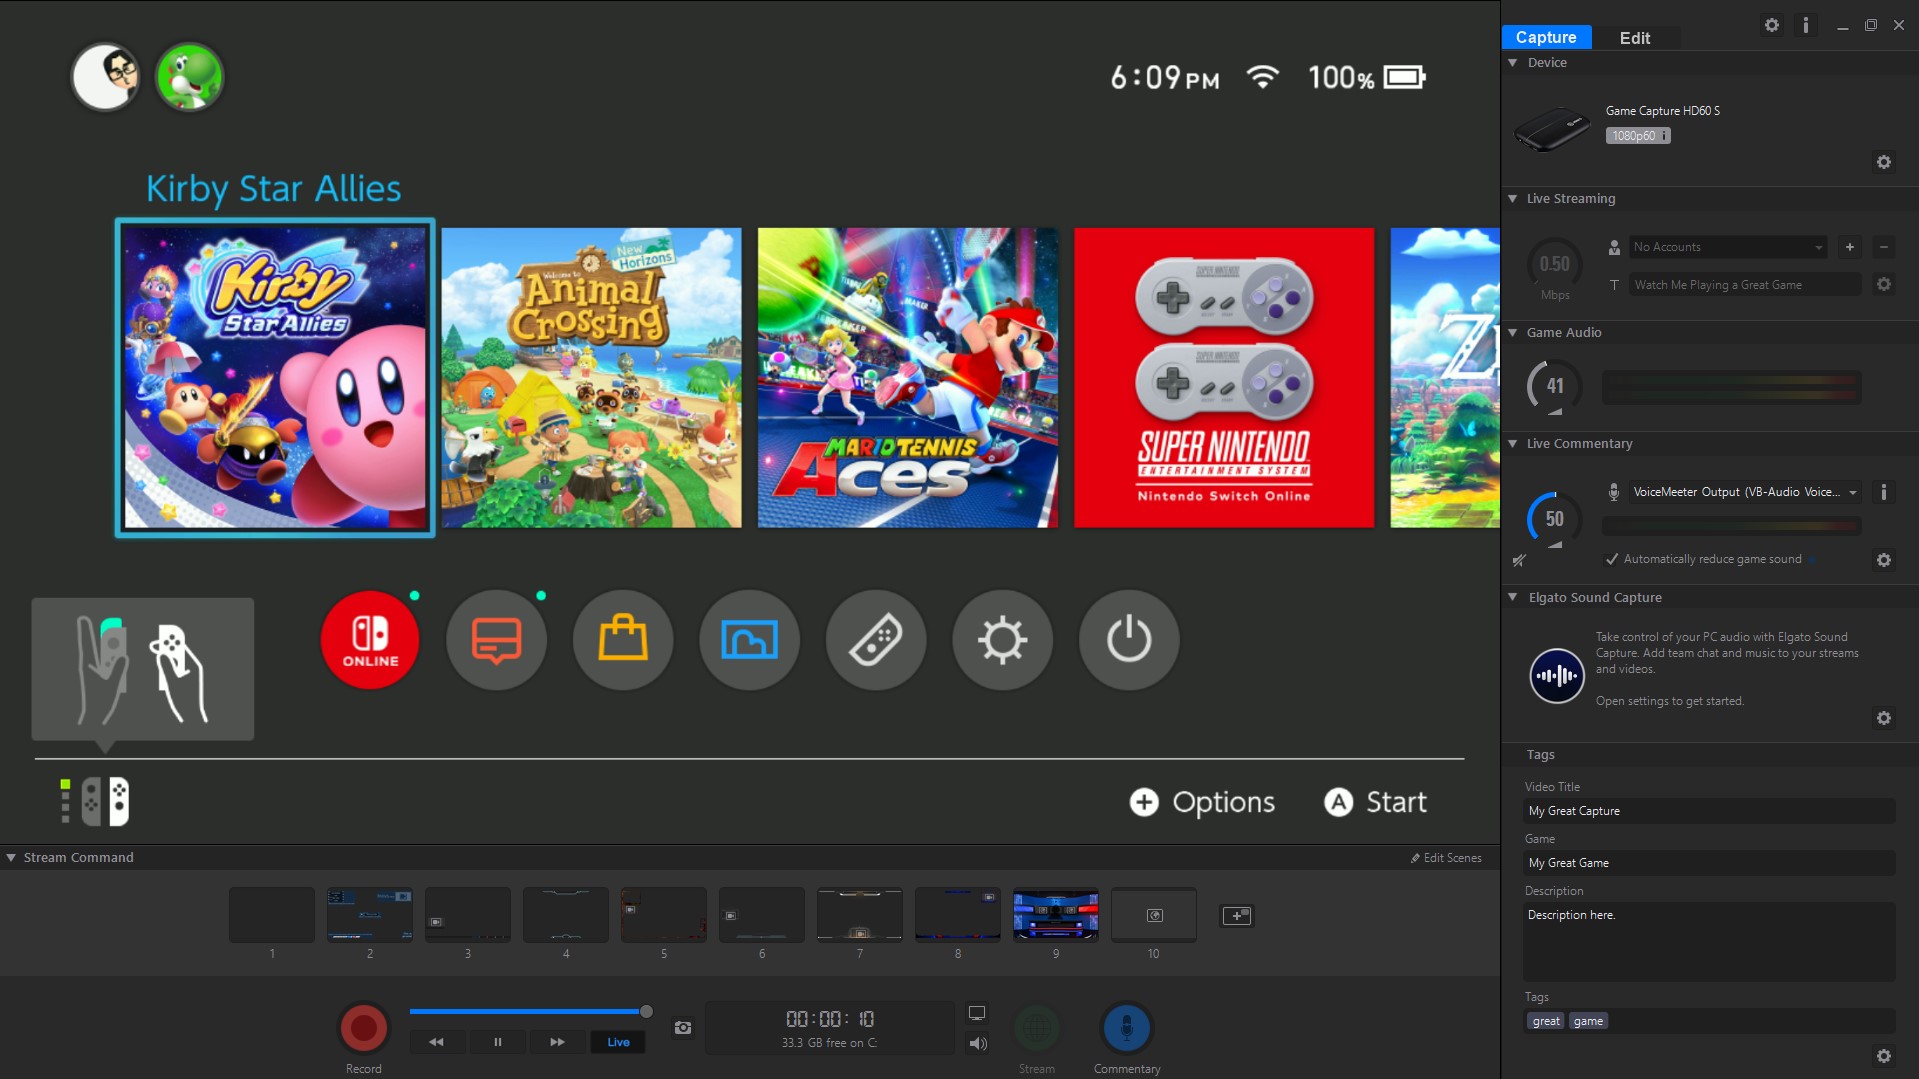 6:09 PM
100%
Kirby Star Allies
Kirby
Star Allies
Welcome to
Animal
Crossing
New
Horizons
MARIO TENNIS
ACES
SUPER NINTENDO
SUPER NINTENDO
SUPER NINTENDO
ENTERTAINMENT SYSTEM
Nintendo Switch Online
Z
ONLINE
Options
A
Start
Capture
Edit
Device
Game Capture HD60 S
1080p60 i
Live Streaming
0.50
Mbps
No Accounts
T
Watch Me Playing a Great Game
Game Audio
41
Live Commentary
50
VoiceMeeter Output (VB-Audio Voice...
Automatically reduce game sound
Elgato Sound Capture
Take control of your PC audio with Elgato Sound
Capture. Add team chat and music to your streams
and videos.
Open settings to get started.
Tags
Video Title
My Great Capture
Game
My Great Game
Description
Description here.
Tags
great
game
Stream Command
Edit Scenes
1
2
3
4
5
6
7
8
9
10
Record
Live
00:00:10
33.3 GB free on C:
Stream
Commentary